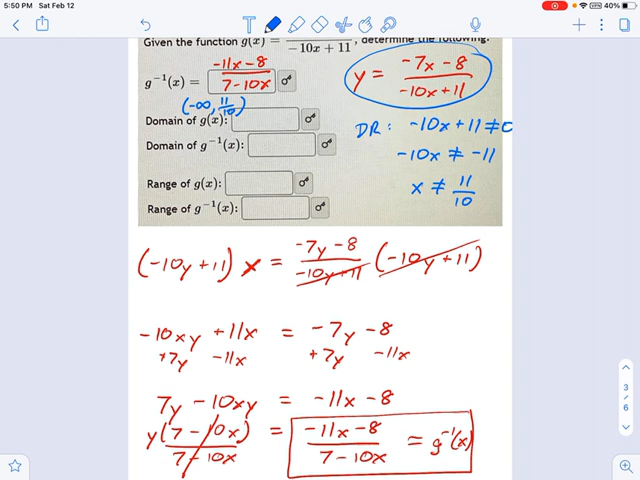 5:50 PM Sat Feb 12
40%
Given the function g(x) = / -10x + 11, determine the following.
y = (-7x - 8) / (-10x + 11)
g⁻¹(x) = (-11x - 8) / (7 - 10x)
(-∞, 11/10)
Domain of g(x):
DR: -10x + 11 ≠ 0
Domain of g⁻¹(x):
-10x ≠ -11
Range of g(x):
x ≠ 11/10
Range of g⁻¹(x):
(-10y + 11) x = (-7y - 8) / (-10y + 11) (-10y + 11)
-10xy + 11x = -7y - 8
+7y -11x +7y -11x
7y - 10xy = -11x - 8
y(7 - 10x) / (7 - 10x) = (-11x - 8) / (7 - 10x) = g⁻¹(x)
3
/
6